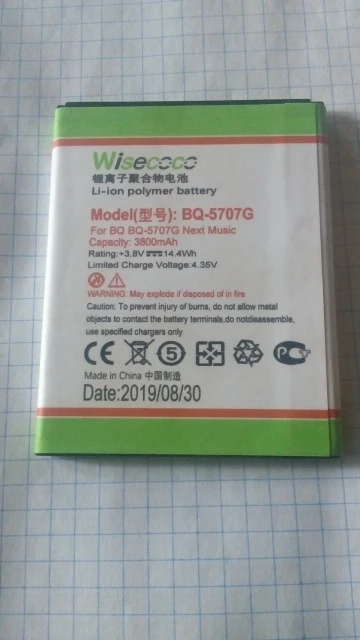 Wisecoco
锂离子聚合物电池
Li-ion polymer battery
Model(型号): BQ-5707G
For BQ BQ-5707G Next Music
Capacity: 3800mAh
Rating:+3.8V⎓14.4Wh
Limited Charge Voltage:4.35V
WARNING: May explode if disposed of in fire
Caution: To prevent injury of burns, do not allow metal
objects to contact the battery terminals,do notdisassemble,
use specified chargers only.
CE 5
Made in China 中国制造
Date:2019/08/30